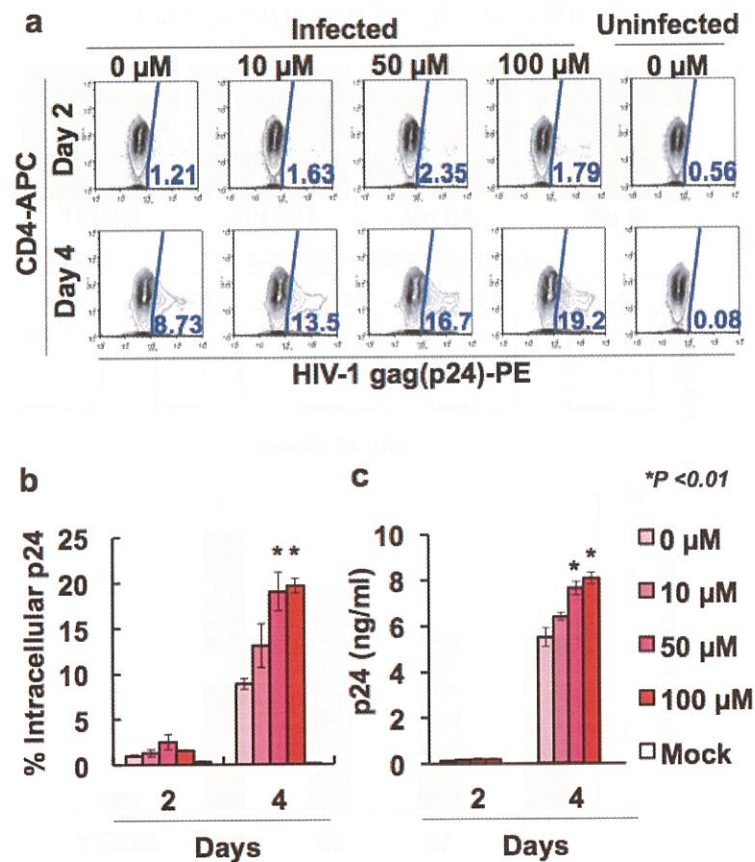 a
Infected
Uninfected
0 µM 10 µM 50 µM 100 µM 0 µM
CD4-APC
Day 2
1.21 1.63 2.35 1.79 0.56
Day 4
8.73 13.5 16.7 19.2 0.08
HIV-1 gag(p24)-PE
b
% Intracellular p24
25
20
15
10
5
0
* *
2 4
Days
c
p24 (ng/ml)
10
8
6
4
2
0
* *
2 4
Days
*P <0.01
0 µM
10 µM
50 µM
100 µM
Mock